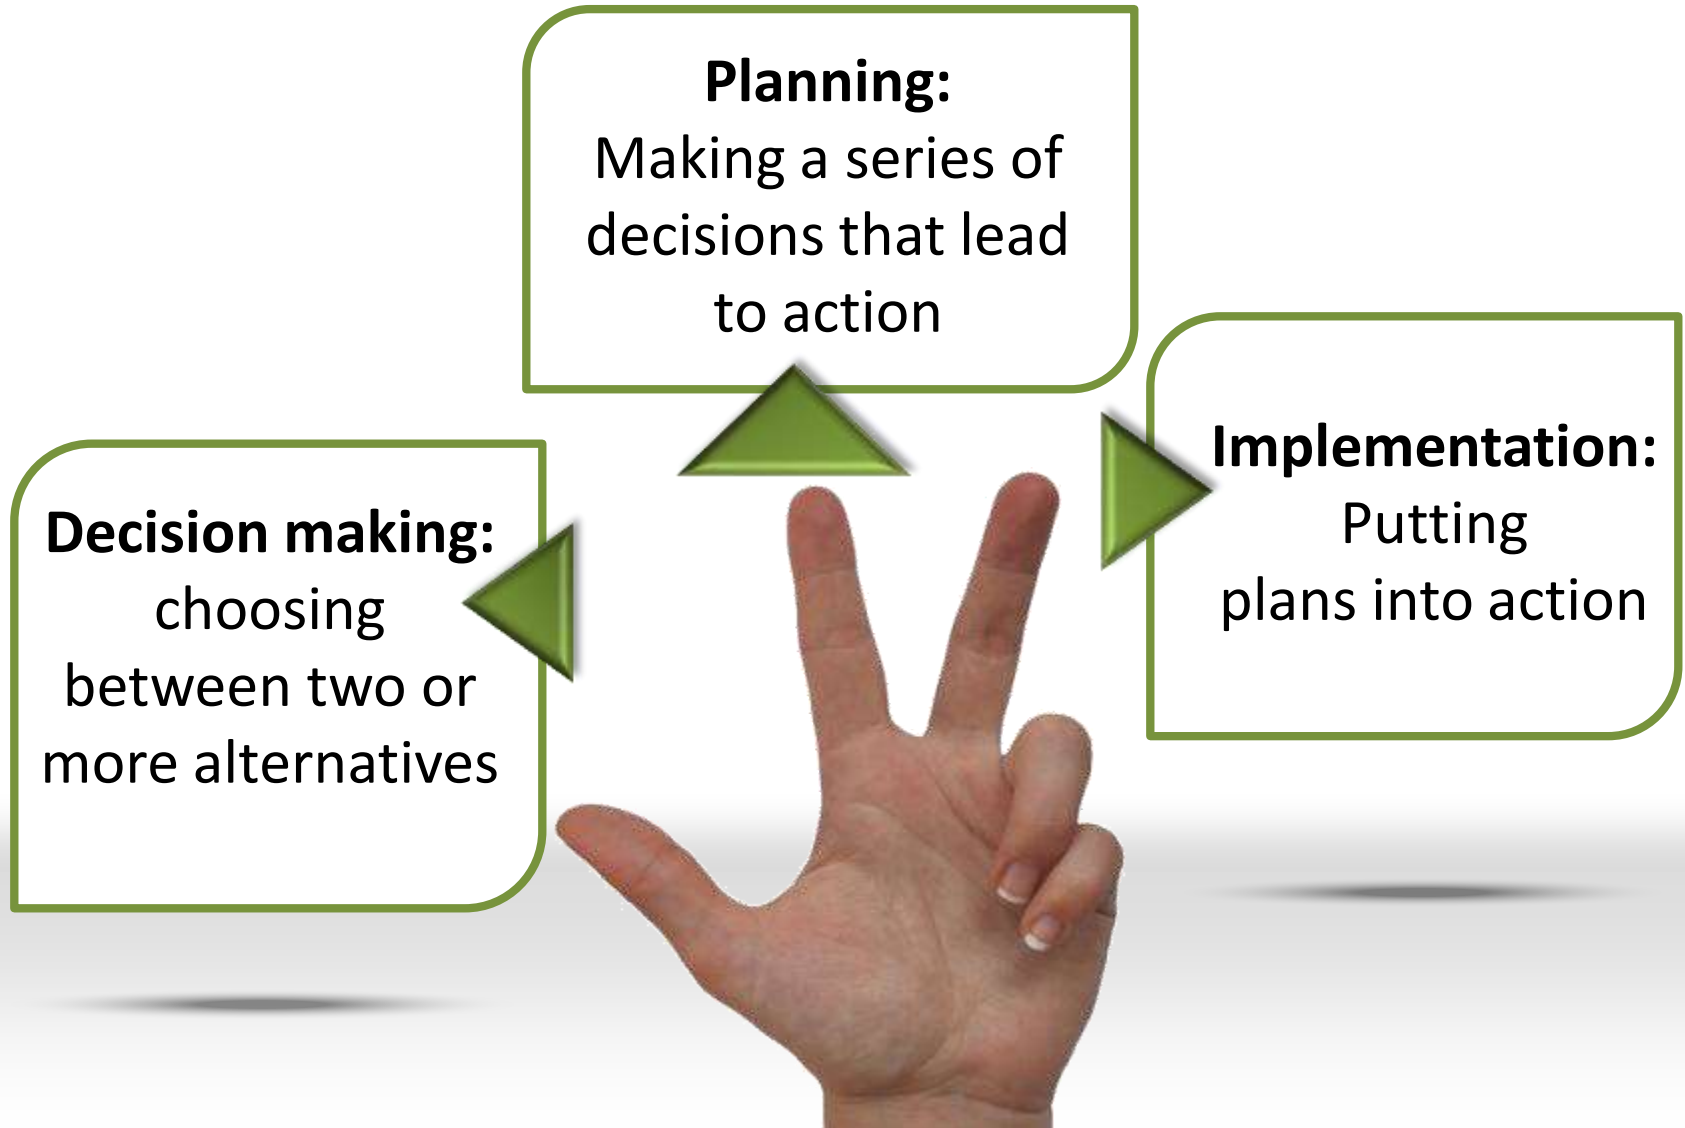 Planning:
Making a series of
decisions that lead
to action
Decision making:
choosing
between two or
more alternatives
Implementation:
Putting
plans into action